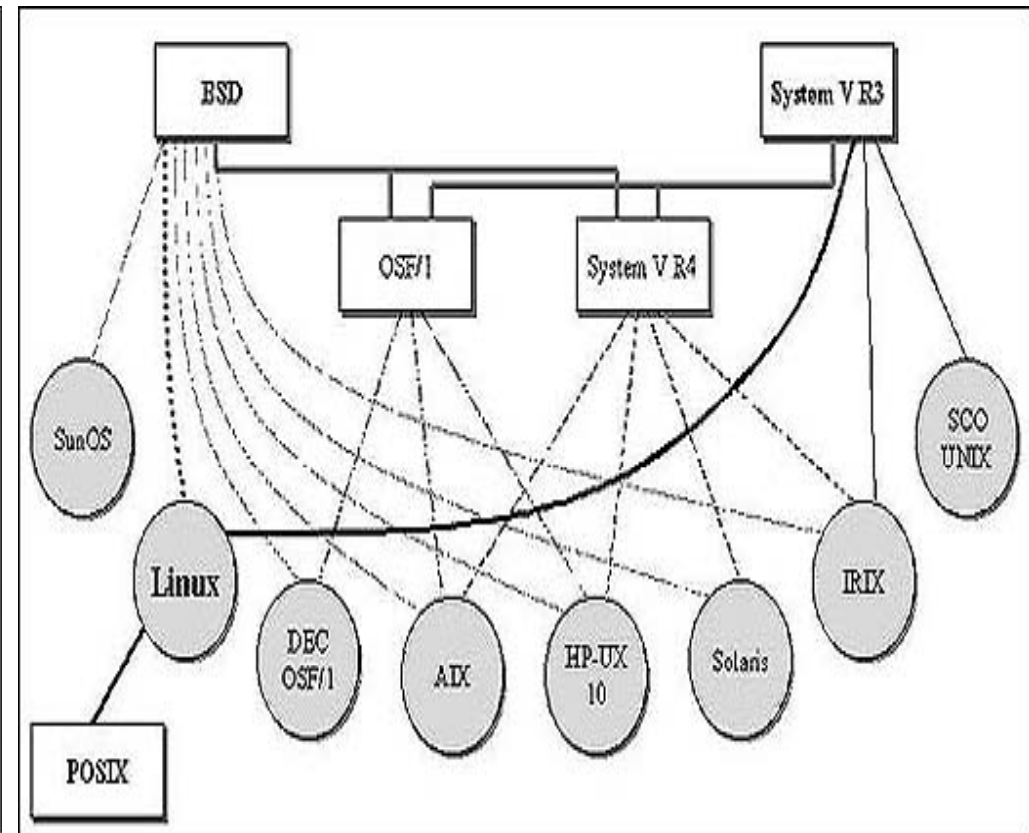 BSD
System V R3
OSF/1
System V R4
SunOS
SCO
UNIX
Linux
IRIX
DEC
OSF/1
AIX
HP-UX
10
Solaris
POSIX